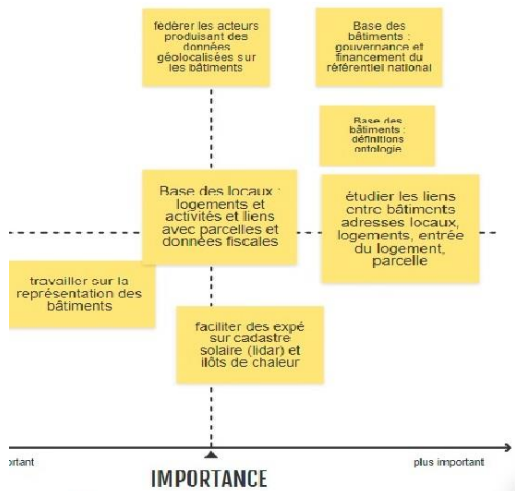 fédérer les acteurs
produisant des
données
géolocalisées sur
les bâtiments
Base des
bâtiments :
gouvernance et
financement du
référentiel national
Base des
bâtiments :
définitions
ontologie
Base des locaux :
logements et
activités et liens
avec parcelles et
données fiscales
étudier les liens
entre bâtiments
adresses locaux,
logements, entrée
du logement,
parcelle
travailler sur la
représentation des
bâtiments
faciliter des expé
sur cadastre
solaire (lidar) et
ilôts de chaleur
ortant
plus important
IMPORTANCE